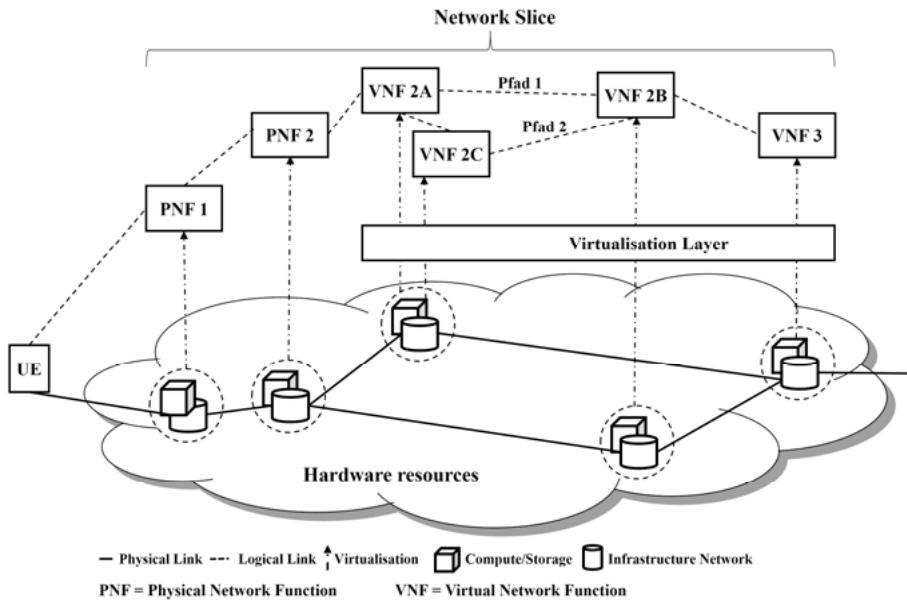 Network Slice
VNF 2A
Pfad 1
VNF 2B
PNF 2
Pfad 2
VNF 2C
VNF 3
PNF 1
Virtualisation Layer
UE
Hardware resources
Physical Link Logical Link Virtualisation Compute/Storage Infrastructure Network
PNF = Physical Network Function VNF = Virtual Network Function